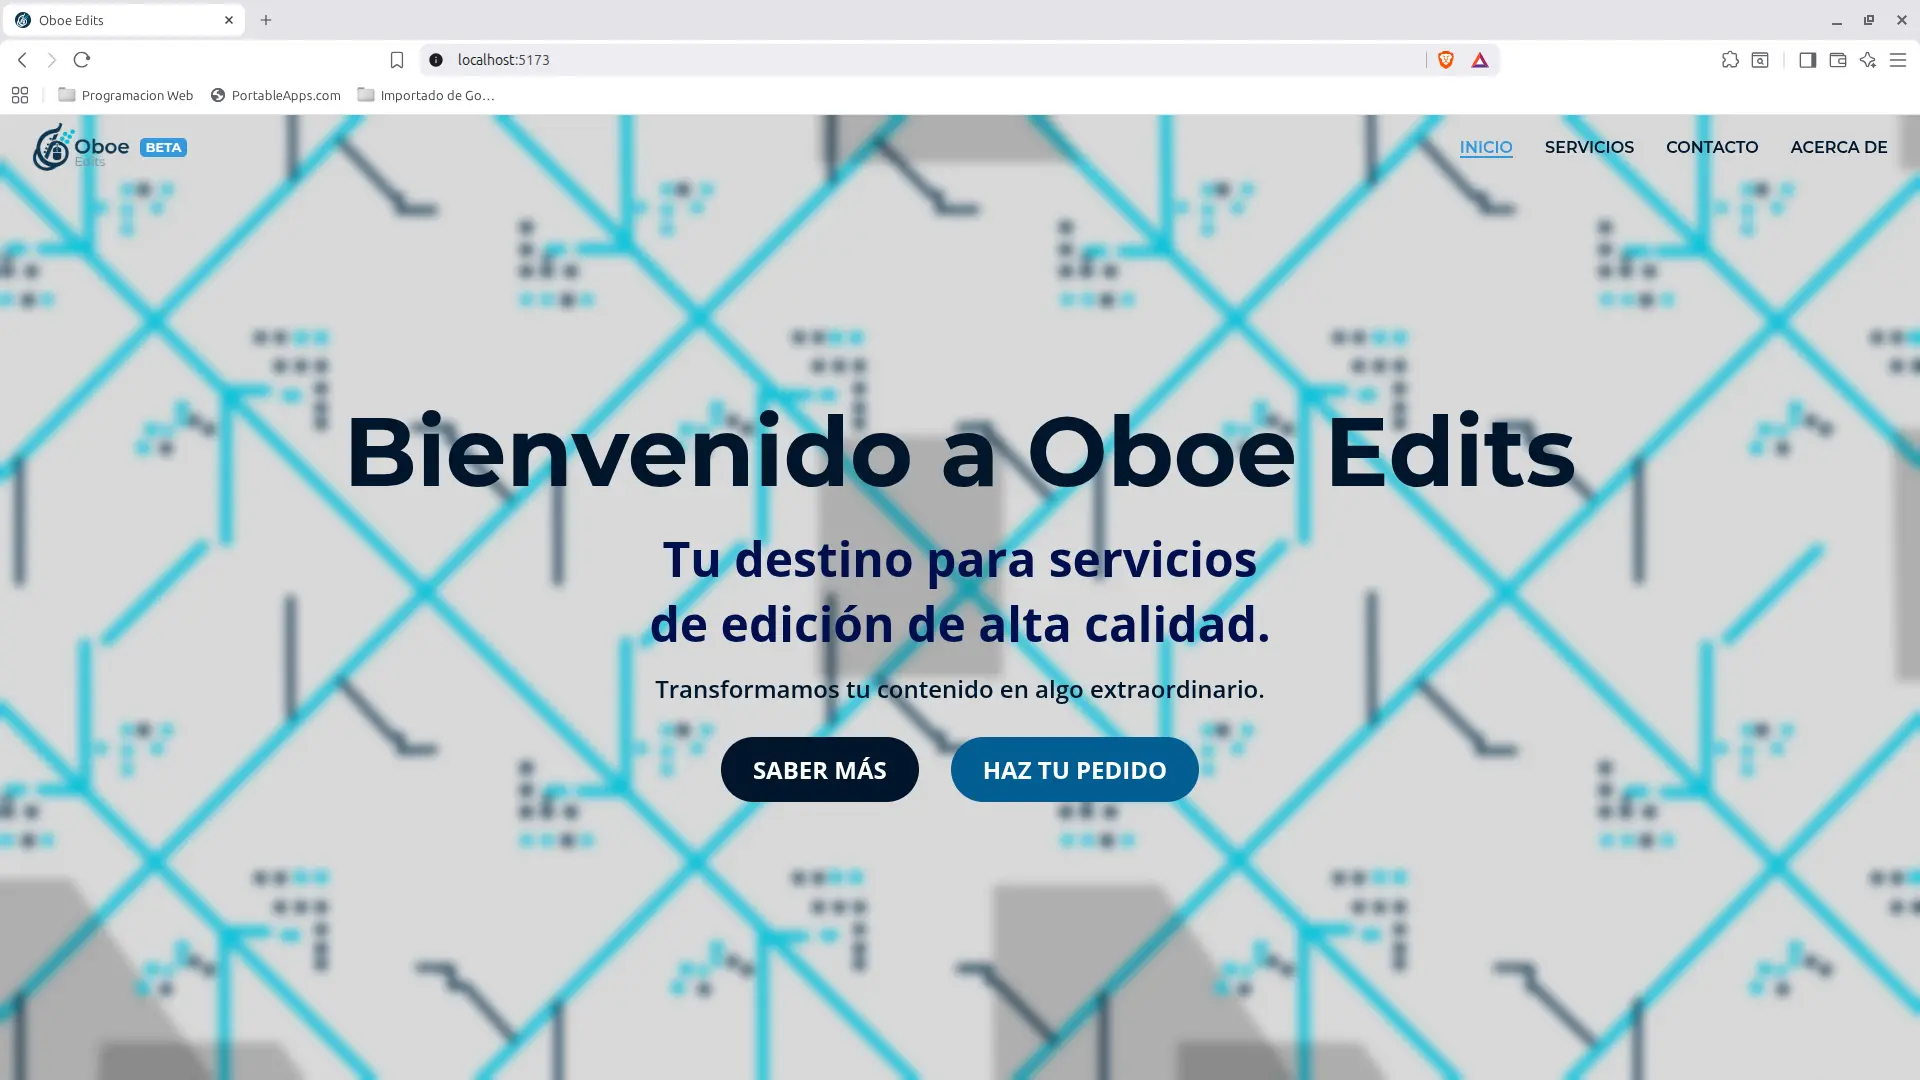 Oboe Edits
localhost:5173
Programacion Web
PortableApps.com
Importado de Go...
Oboe
Edits
BETA
INICIO
SERVICIOS
CONTACTO
ACERCA DE
Bienvenido a Oboe Edits
Tu destino para servicios
de edición de alta calidad.
Transformamos tu contenido en algo extraordinario.
SABER MÁS
HAZ TU PEDIDO